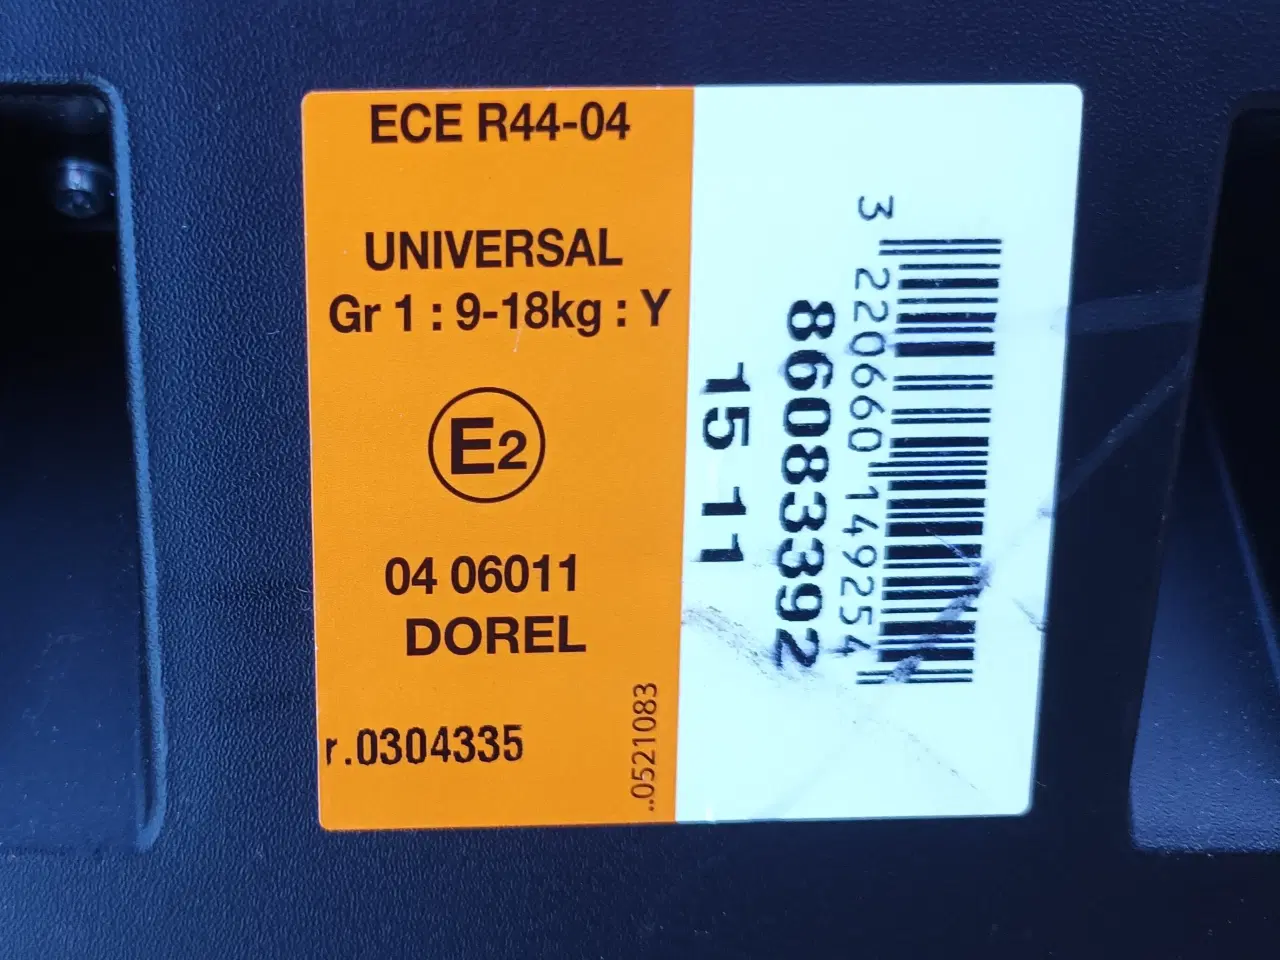 ECE R44-04
UNIVERSAL
Gr 1 : 9-18kg : Y
E2
04 06011
DOREL
r.0304335
..0521083
15 11
86083392
3 220660 149254